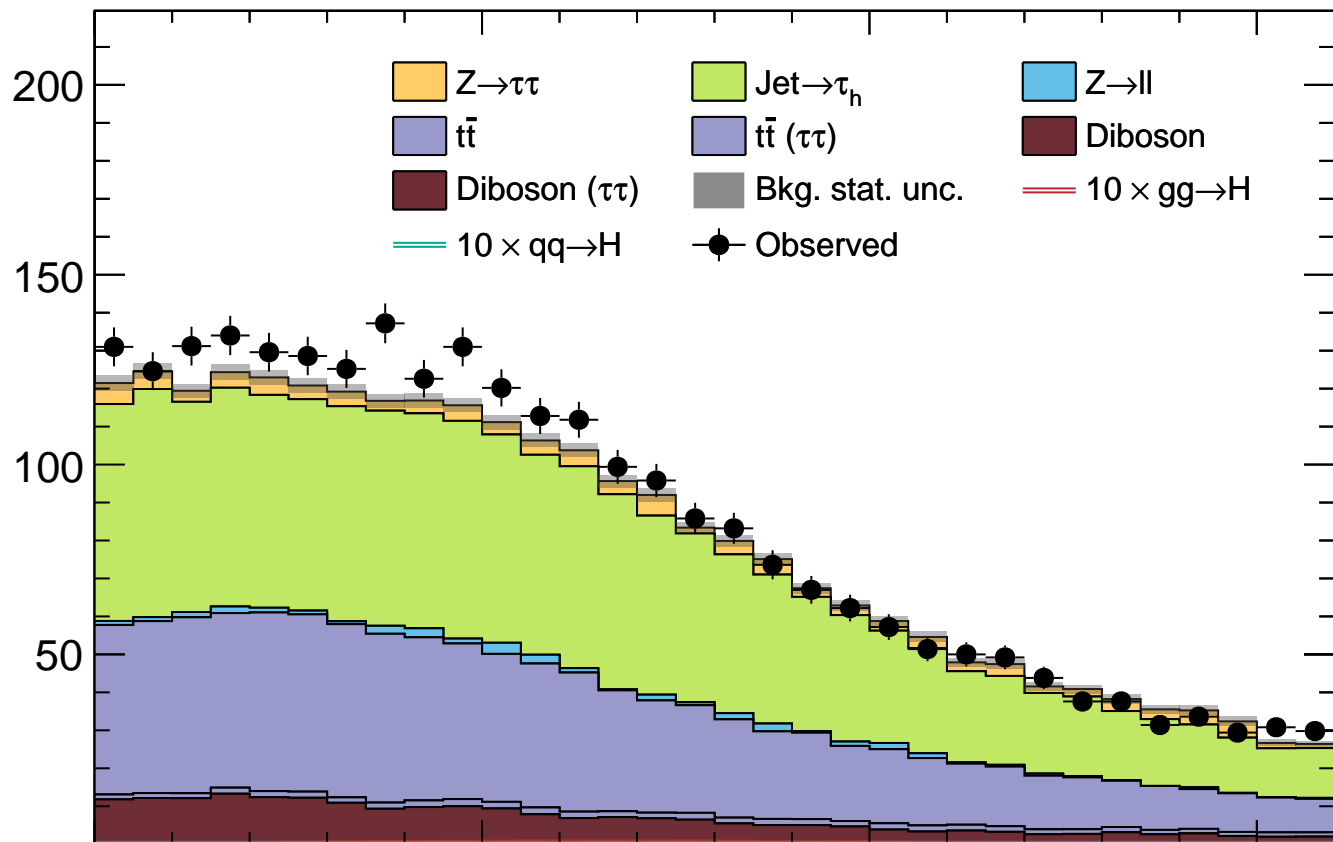 200
Z→ττ Jet→τh Z→ll
tt̄ tt̄ (ττ) Diboson
Diboson (ττ) Bkg. stat. unc. 10 × gg→H
10 × qq→H Observed
150
100
50